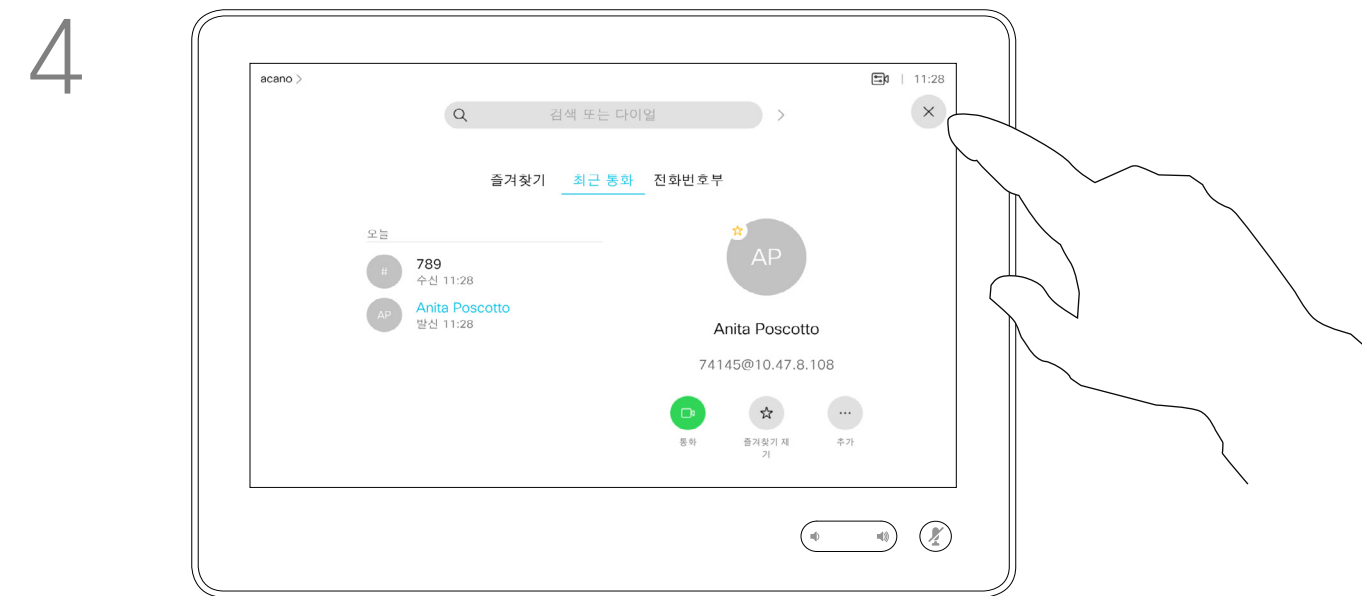 4
acano >
11:28
검색 또는 다이얼
즐겨찾기 최근 통화 전화번호부
오늘
#
789
수신 11:28
AP
Anita Poscotto
발신 11:28
AP
Anita Poscotto
74145@10.47.8.108
통화
즐겨찾기 제
기
추가